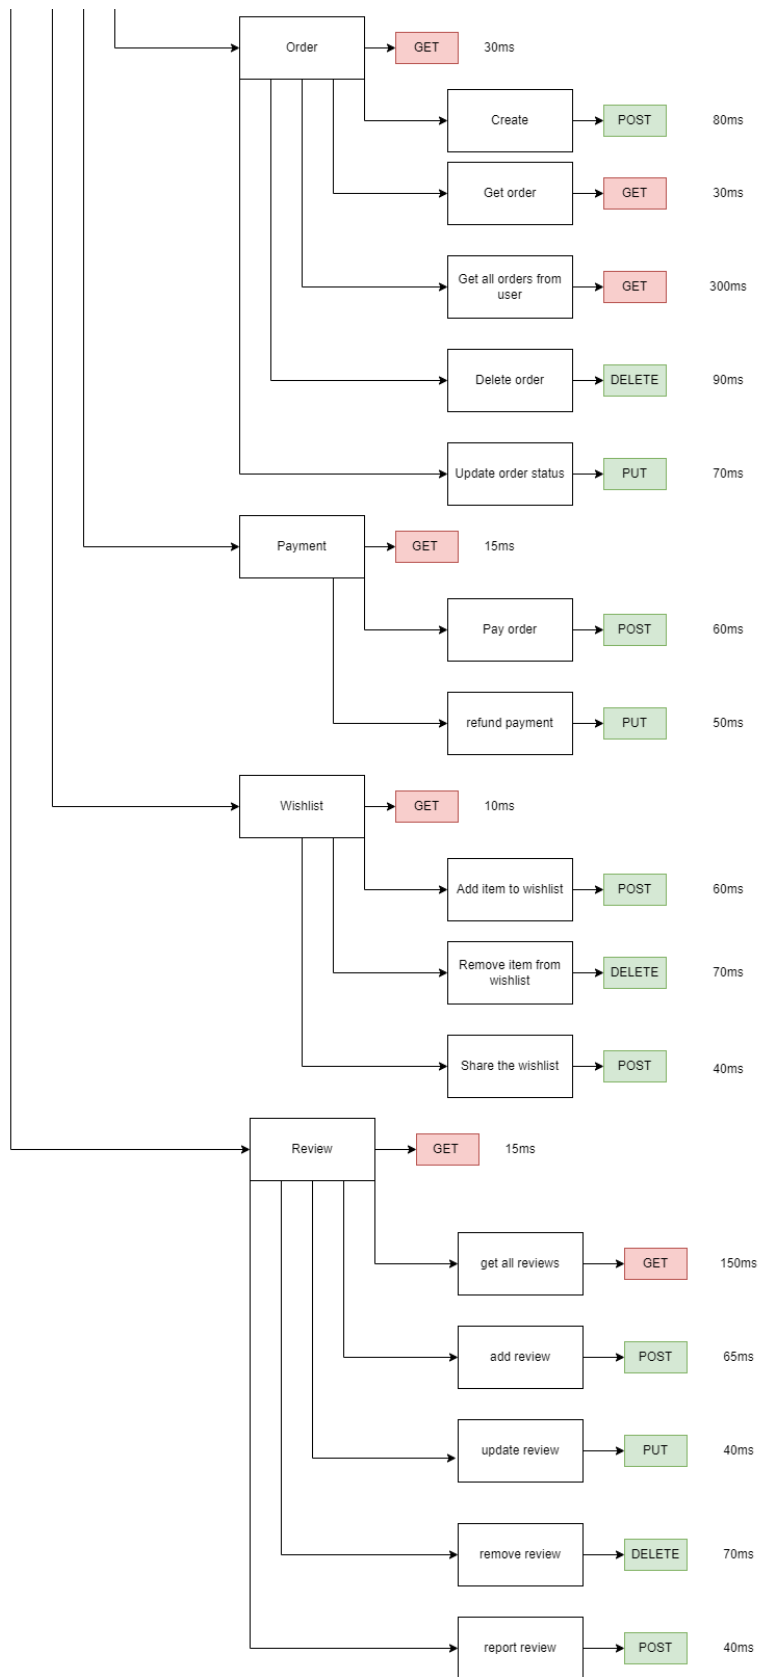 Order
GET
30ms
Create
POST
80ms
Get order
GET
30ms
Get all orders from
user
GET
300ms
Delete order
DELETE
90ms
Update order status
PUT
70ms
Payment
GET
15ms
Pay order
POST
60ms
refund payment
PUT
50ms
Wishlist
GET
10ms
Add item to wishlist
POST
60ms
Remove item from
wishlist
DELETE
70ms
Share the wishlist
POST
40ms
Review
GET
15ms
get all reviews
GET
150ms
add review
POST
65ms
update review
PUT
40ms
remove review
DELETE
70ms
report review
POST
40ms